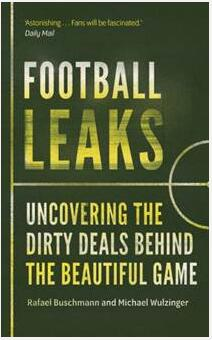 'Astonishing ... Fans will be fascinated.'
Daily Mail
FOOTBALL
LEAKS
UNCOVERING THE
DIRTY DEALS BEHIND
THE BEAUTIFUL GAME
Rafael Buschmann and Michael Wulzinger